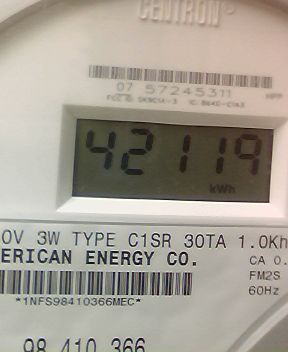 CENTRON®
07 57245311
42119
kWh
0V 3W TYPE C1SR 30TA 1.0Kh
ERICAN ENERGY CO.
CA 0.
FM2S
*1NFS98410366MEC*
60Hz
98 410 366